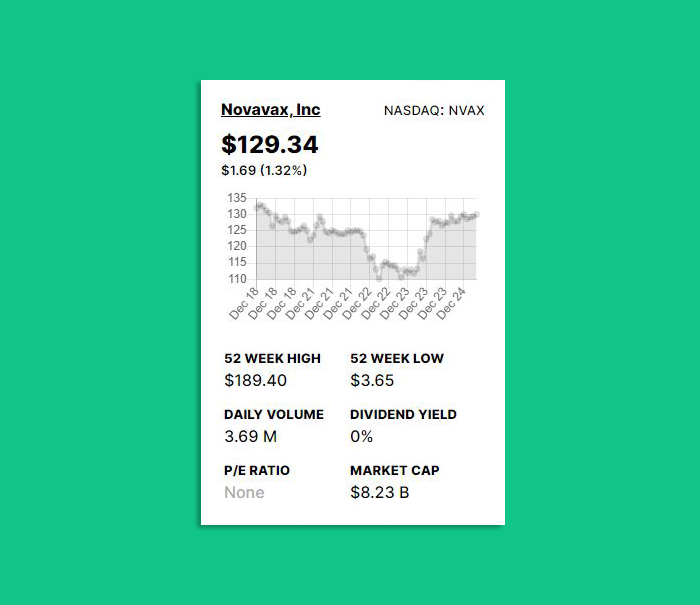 Novavax, Inc NASDAQ: NVAX
$129.34
$1.69 (1.32%)
135
130
125
120
115
110
Dec 18 Dec 18 Dec 18 Dec 21 Dec 21 Dec 21 Dec 22 Dec 22 Dec 23 Dec 23 Dec 23 Dec 24
52 WEEK HIGH 52 WEEK LOW
$189.40 $3.65
DAILY VOLUME DIVIDEND YIELD
3.69 M 0%
P/E RATIO MARKET CAP
None $8.23 B